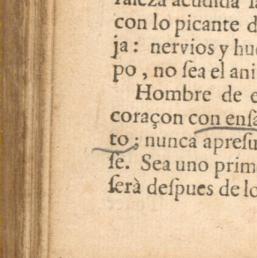 raleza acudida la
con lo picante d
ja: nervios y hue
po, no ſea el ani
Hombre de e
coraçon con enſa
to; nunca apreſu
ſe. Sea uno prim
ſerà deſpues de lo